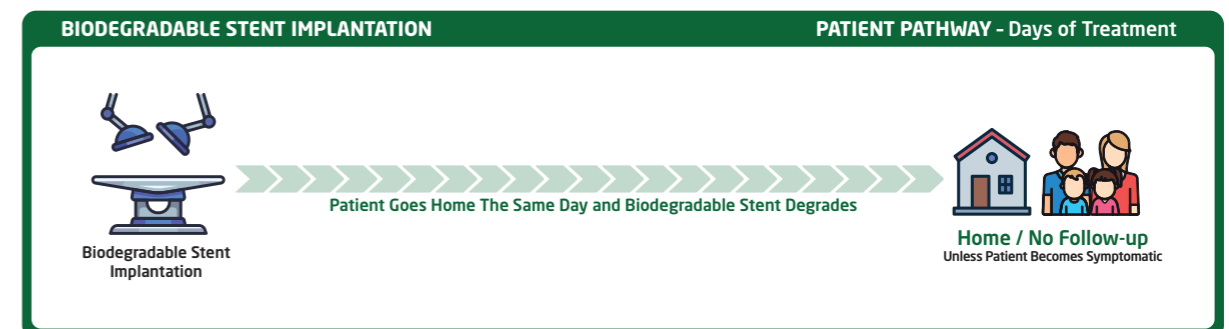 BIODEGRADABLE STENT IMPLANTATION
PATIENT PATHWAY – Days of Treatment
Patient Goes Home The Same Day and Biodegradable Stent Degrades
Biodegradable Stent
Implantation
Home / No Follow-up
Unless Patient Becomes Symptomatic